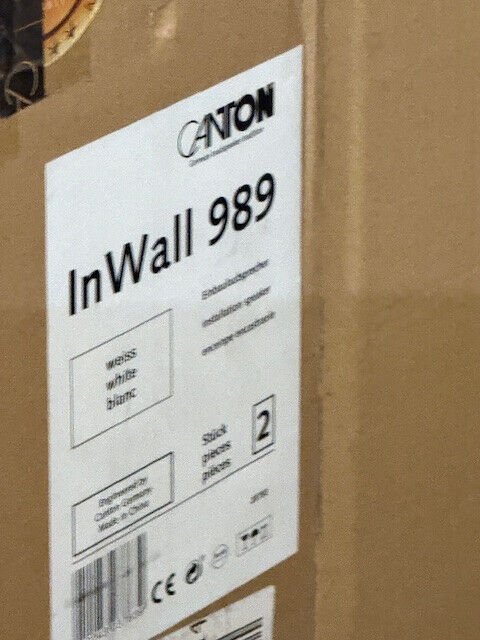 CANTON
InWall 989
Einbaulautsprecher
installation speaker
enceinte encastrable
weiss
white
blanc
Stück
pieces
pièces
2
Engineered by
Canton Germany
Made in China
CE